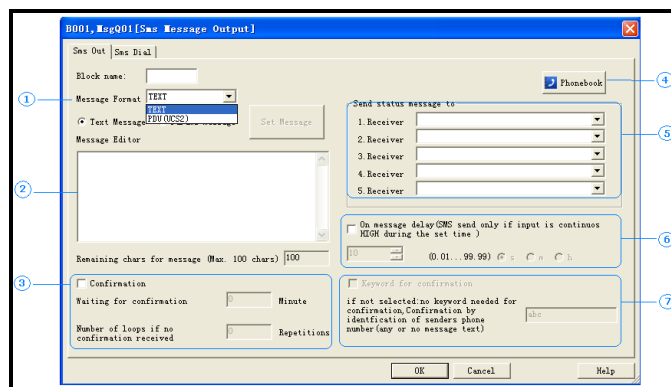 B001,MsgQ01[Sms Message Output]
Sms Out Sms Dial
Block name:
4
Phonebook
1
Message Format TEXT
TEXT
PDU(UCS2)
Text Message
Set Message
Message Editor
2
Remaining chars for message (Max. 100 chars) 100
Send status message to
5
1.Receiver
2.Receiver
3.Receiver
4.Receiver
5.Receiver
On message delay(SMS send only if input is continuos
HIGH during the set time )
6
10 (0.01...99.99) s m h
3
Confirmation
Waiting for confirmation 0 Minute
Number of loops if no
confirmation received 0 Repetitions
Keyword for confirmation
7
if not selected:no keyword needed for
confirmation,Confirmation by
identfication of senders phone
number(any or no message text)
abc
OK Cancel Help